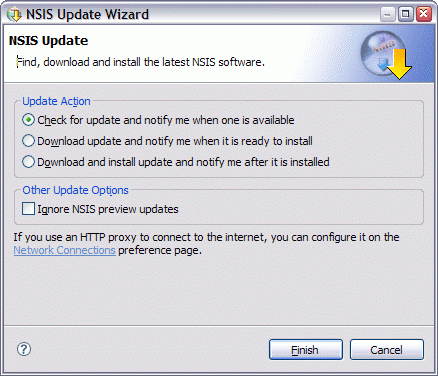 NSIS Update Wizard
NSIS Update
Find, download and install the latest NSIS software.
Update Action
Check for update and notify me when one is available
Download update and notify me when it is ready to install
Download and install update and notify me after it is installed
Other Update Options
Ignore NSIS preview updates
If you use an HTTP proxy to connect to the internet, you can configure it on the
Network Connections preference page.
?
Finish
Cancel